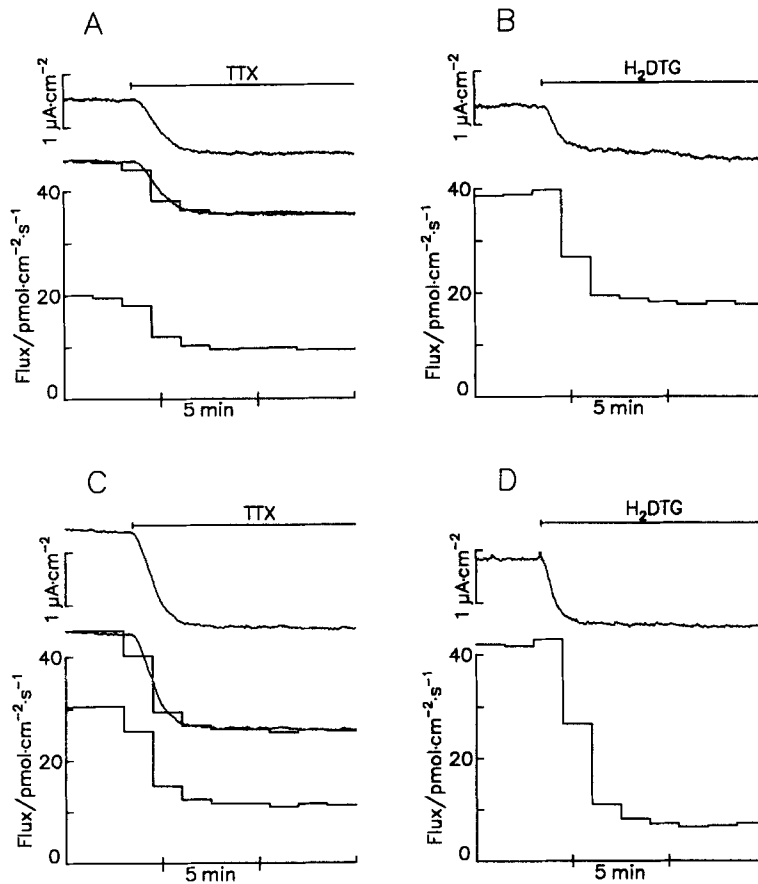 A
TTX
1 μA·cm⁻²
40
20
0
Flux/pmol·cm⁻²·s⁻¹
5 min
B
H₂DTG
1 μA·cm⁻²
40
20
0
Flux/pmol·cm⁻²·s⁻¹
5 min
C
TTX
1 μA·cm⁻²
40
20
0
Flux/pmol·cm⁻²·s⁻¹
5 min
D
H₂DTG
1 μA·cm⁻²
40
20
0
Flux/pmol·cm⁻²·s⁻¹
5 min